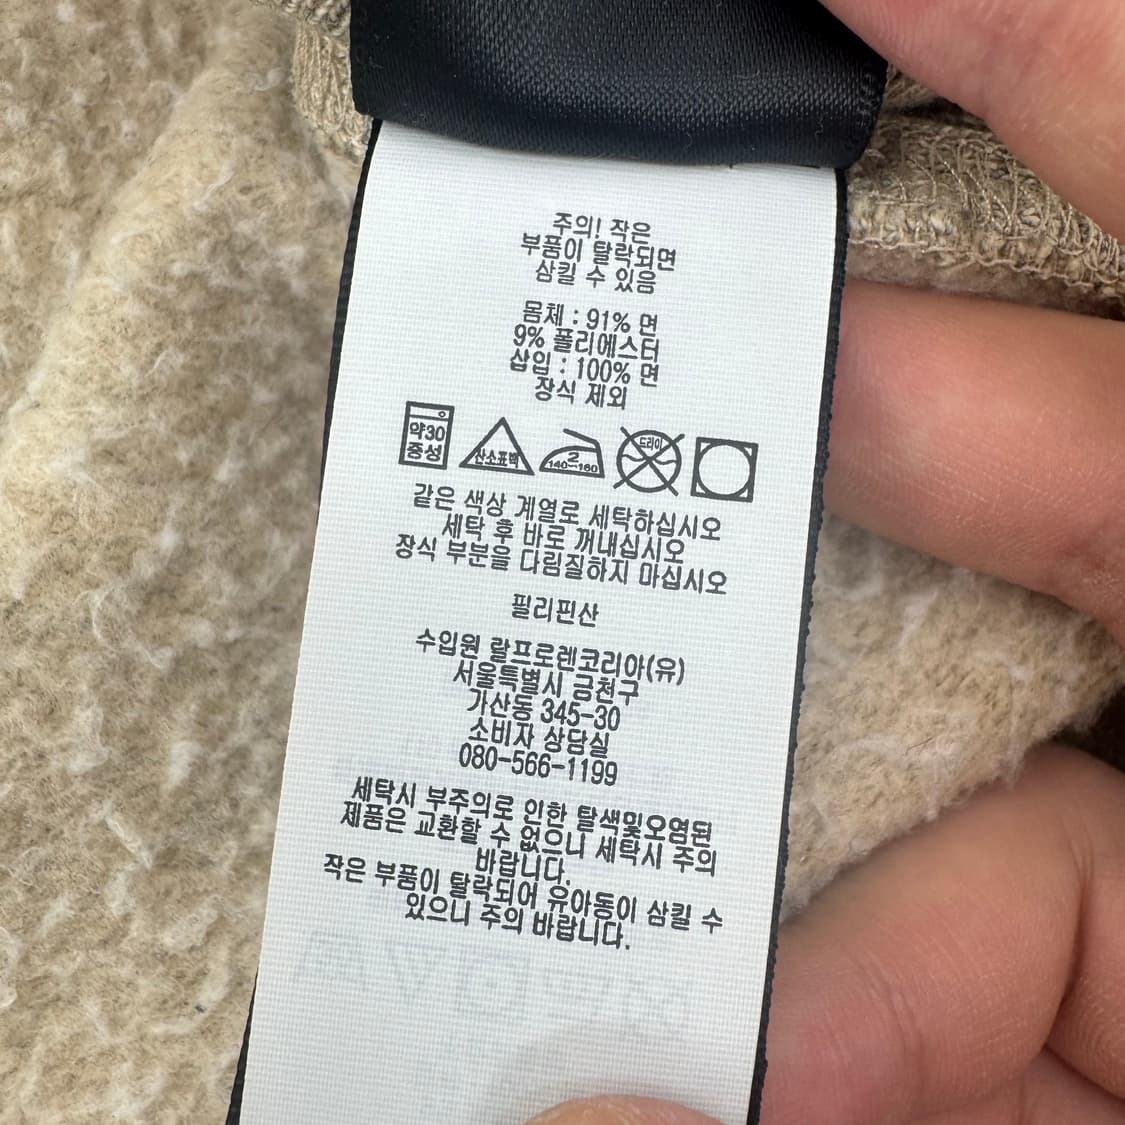 주의! 작은
부품이 탈락되면
삼킬 수 있음
몸체 : 91% 면
9% 폴리에스터
삽입 : 100% 면
장식 제외
약30
중성
산소표백
2
140~160
드라이
같은 색상 계열로 세탁하십시오
세탁 후 바로 꺼내십시오
장식 부분을 다림질하지 마십시오
필리핀산
수입원 랄프로렌코리아(유)
서울특별시 금천구
가산동 345-30
소비자 상담실
080-566-1199
세탁시 부주의로 인한 탈색및오염된
제품은 교환할 수 없으니 세탁시 주의
바랍니다.
작은 부품이 탈락되어 유아동이 삼킬 수
있으니 주의 바랍니다.